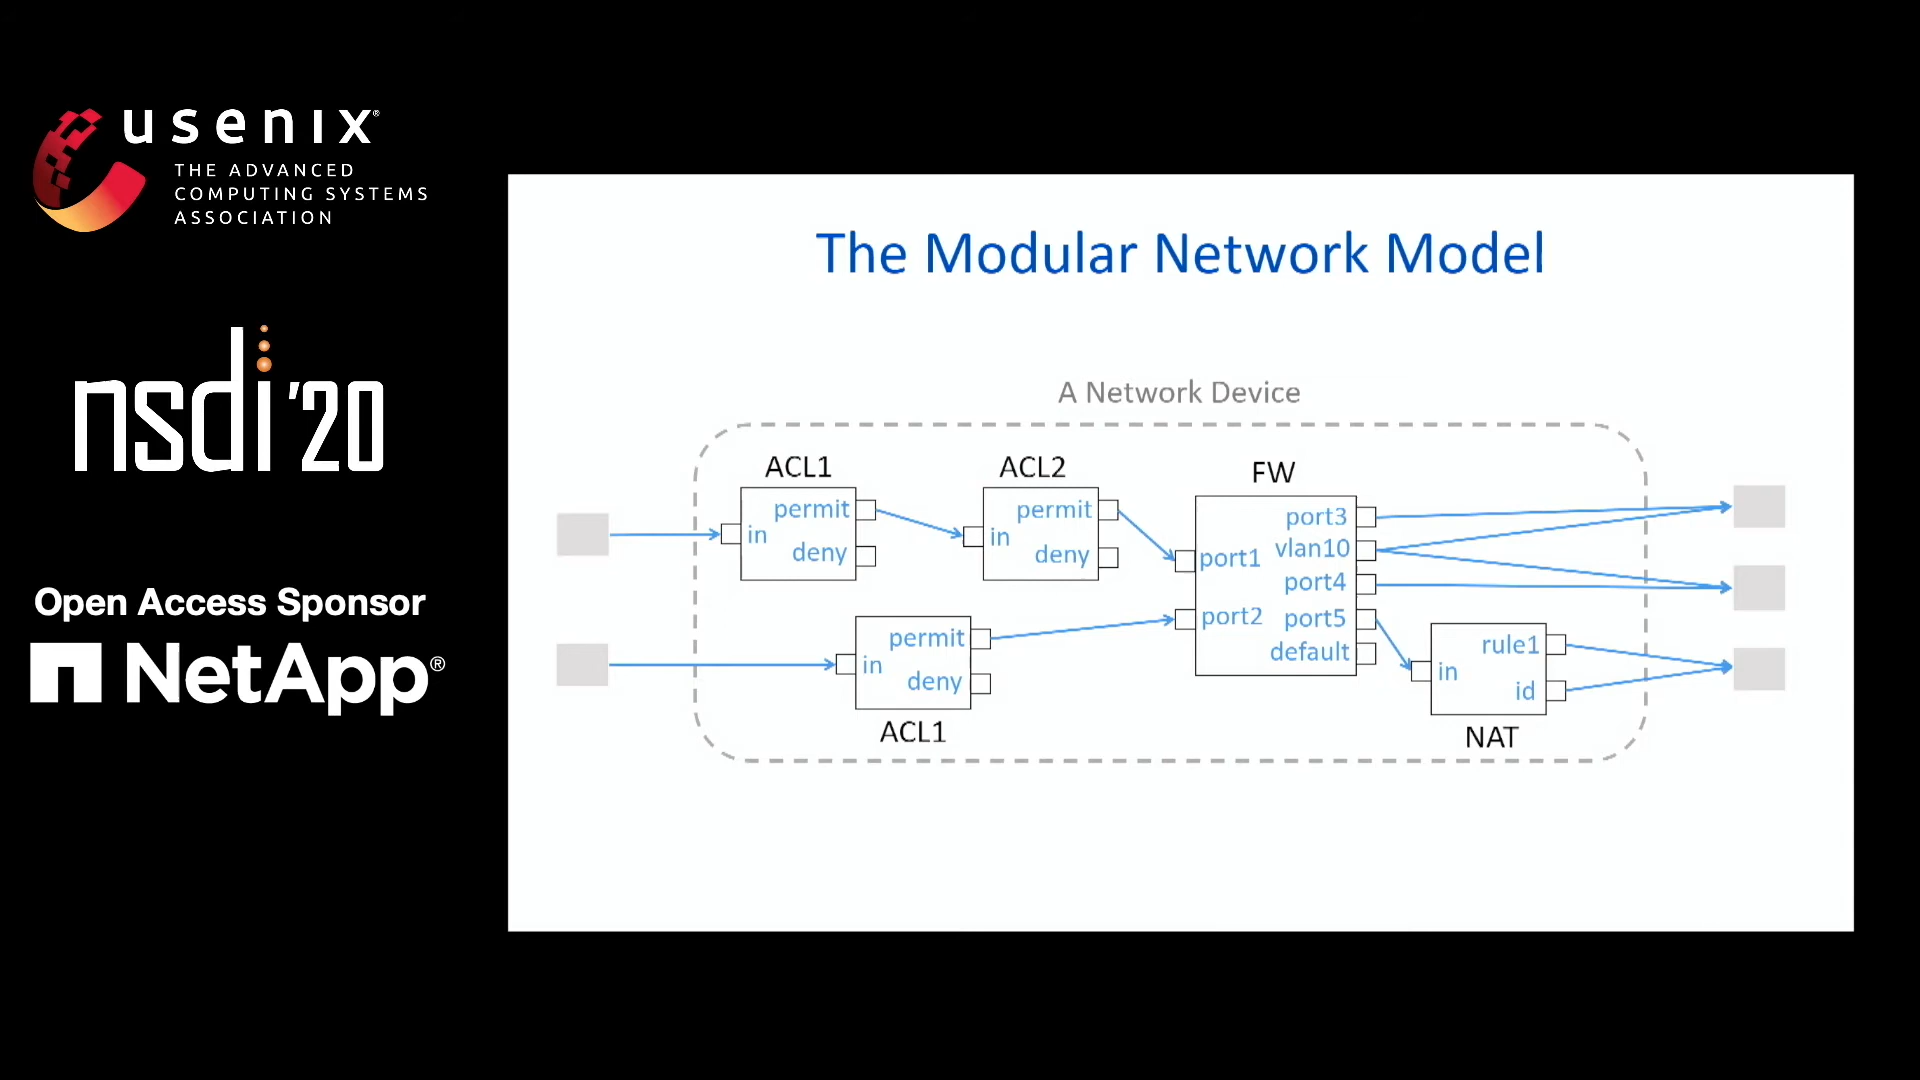 usenix®
THE ADVANCED
COMPUTING SYSTEMS
ASSOCIATION
nsdi '20
Open Access Sponsor
NetApp®
The Modular Network Model
A Network Device
ACL1
in
permit
deny
ACL2
in
permit
deny
FW
port1
port2
port3
vlan10
port4
port5
default
in
permit
deny
ACL1
in
rule1
id
NAT